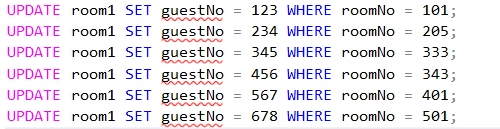 UPDATE room1 SET guestNo = 123 WHERE roomNo = 101;
UPDATE room1 SET guestNo = 234 WHERE roomNo = 205;
UPDATE room1 SET guestNo = 345 WHERE roomNo = 333;
UPDATE room1 SET guestNo = 456 WHERE roomNo = 343;
UPDATE room1 SET guestNo = 567 WHERE roomNo = 401;
UPDATE room1 SET guestNo = 678 WHERE roomNo = 501;